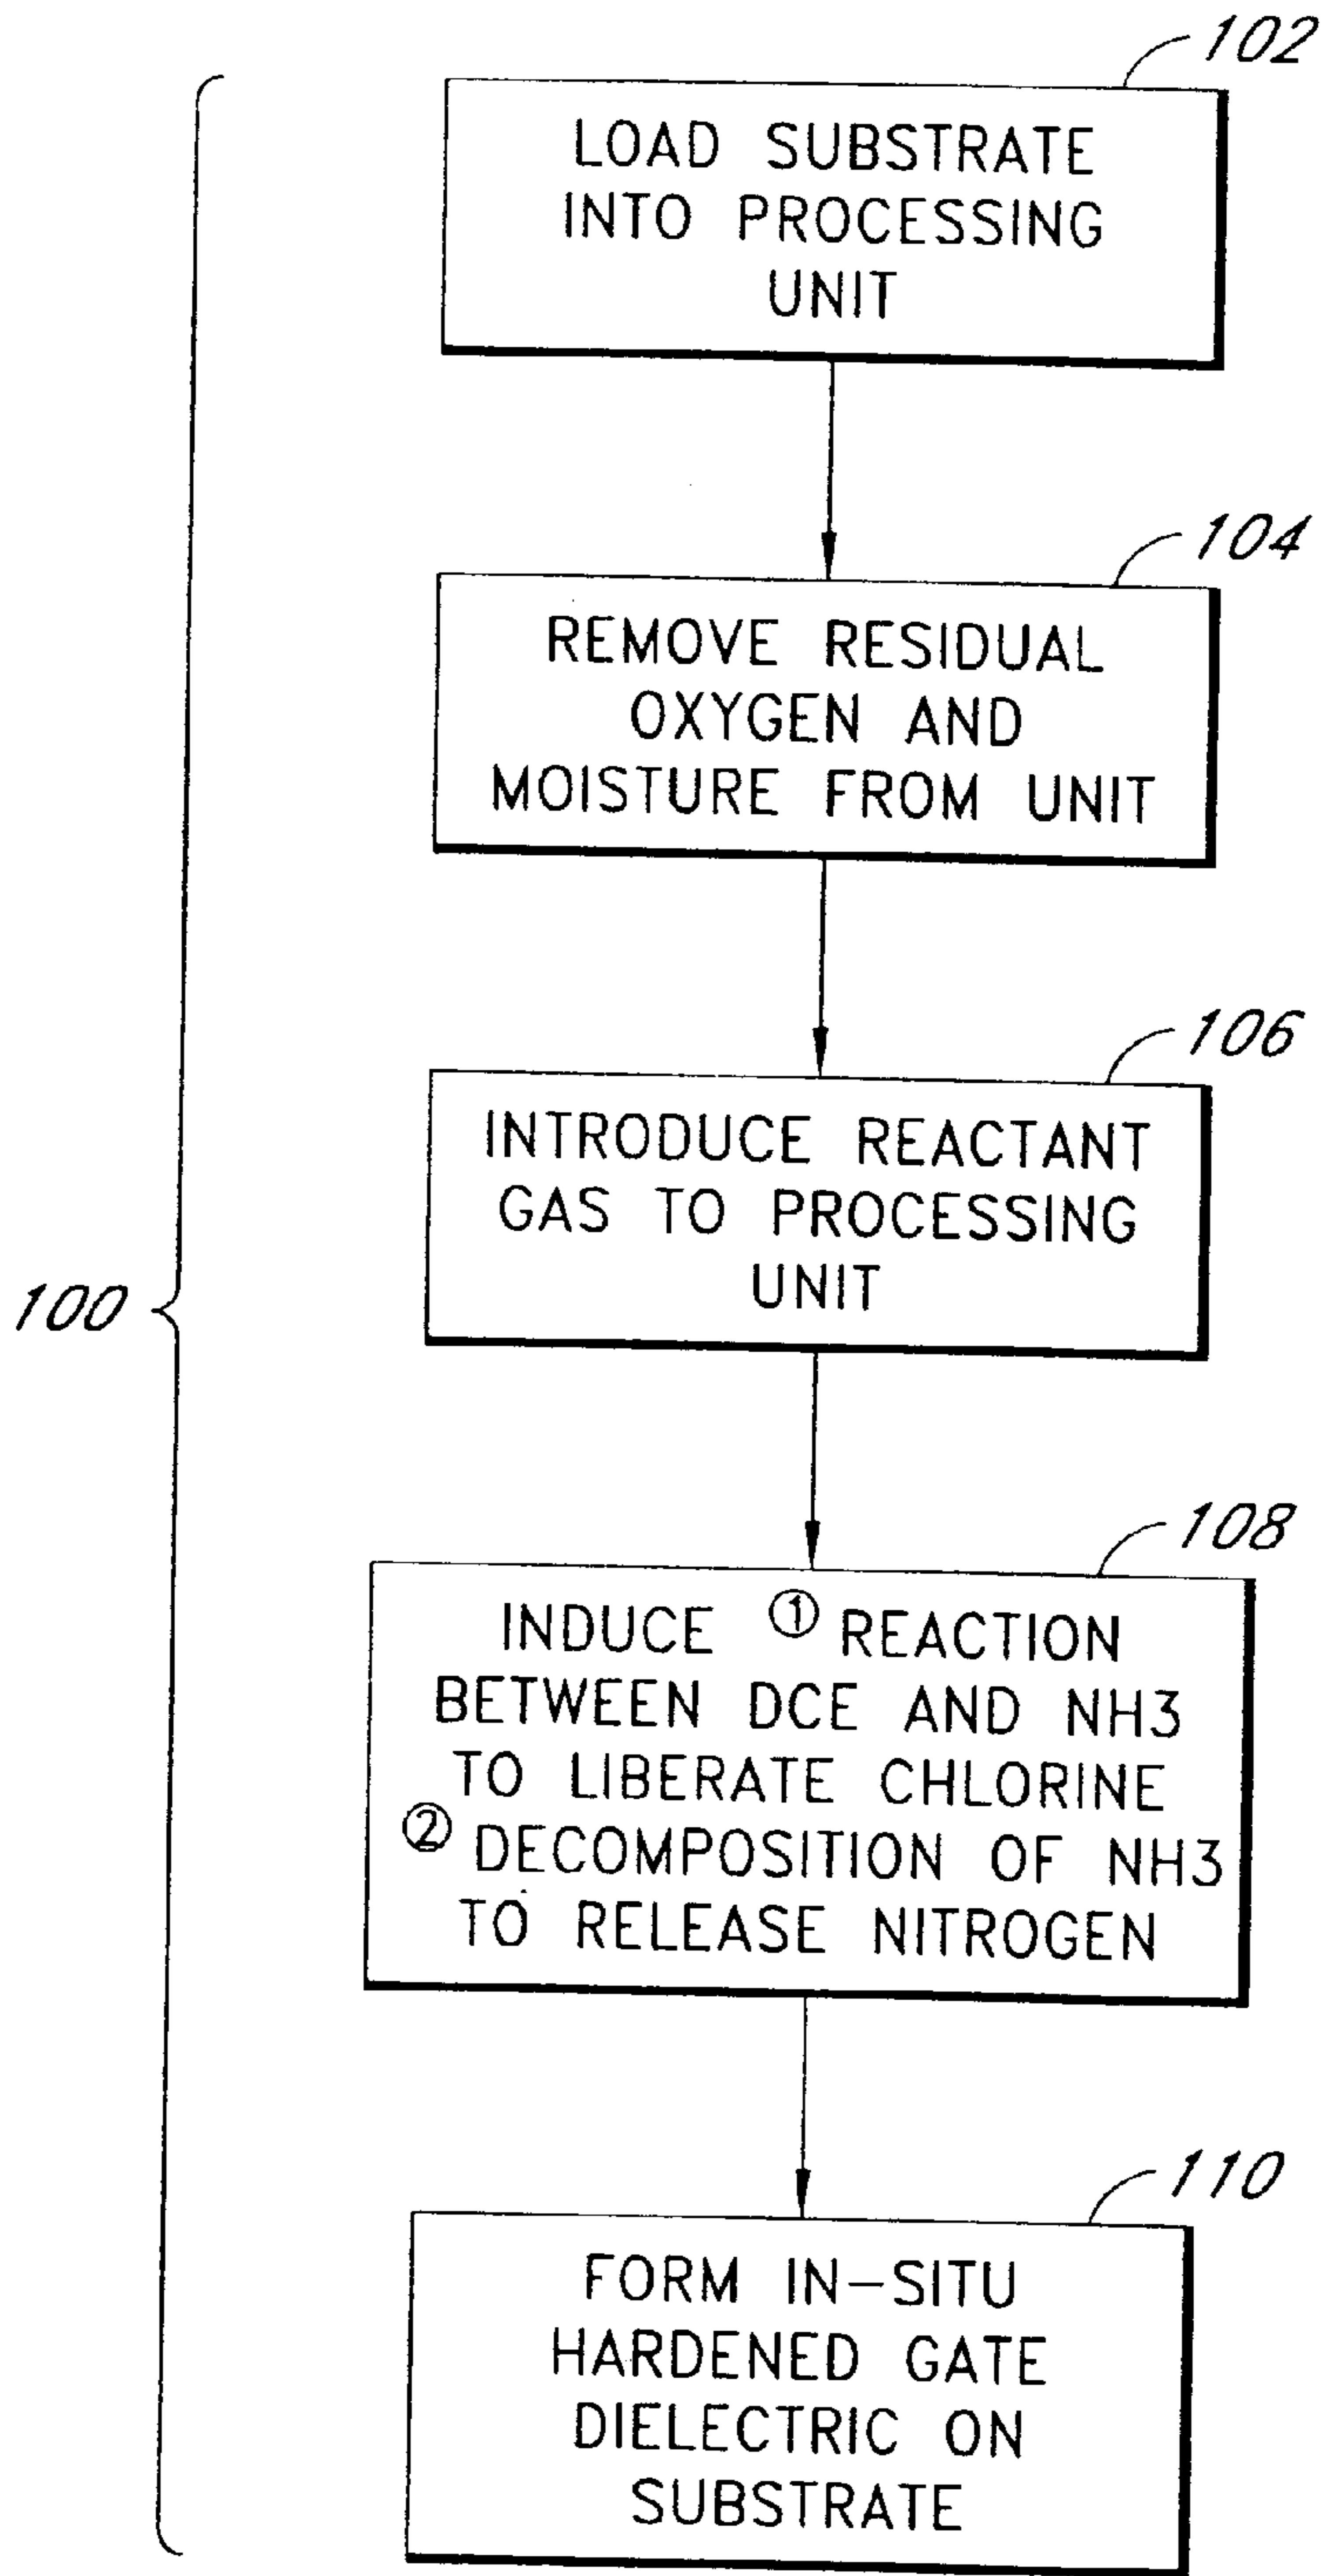 102
LOAD SUBSTRATE
INTO PROCESSING
UNIT
104
REMOVE RESIDUAL
OXYGEN AND
MOISTURE FROM UNIT
106
INTRODUCE REACTANT
GAS TO PROCESSING
UNIT
100
108
INDUCE ① REACTION
BETWEEN DCE AND NH3
TO LIBERATE CHLORINE
② DECOMPOSITION OF NH3
TO RELEASE NITROGEN
110
FORM IN-SITU
HARDENED GATE
DIELECTRIC ON
SUBSTRATE